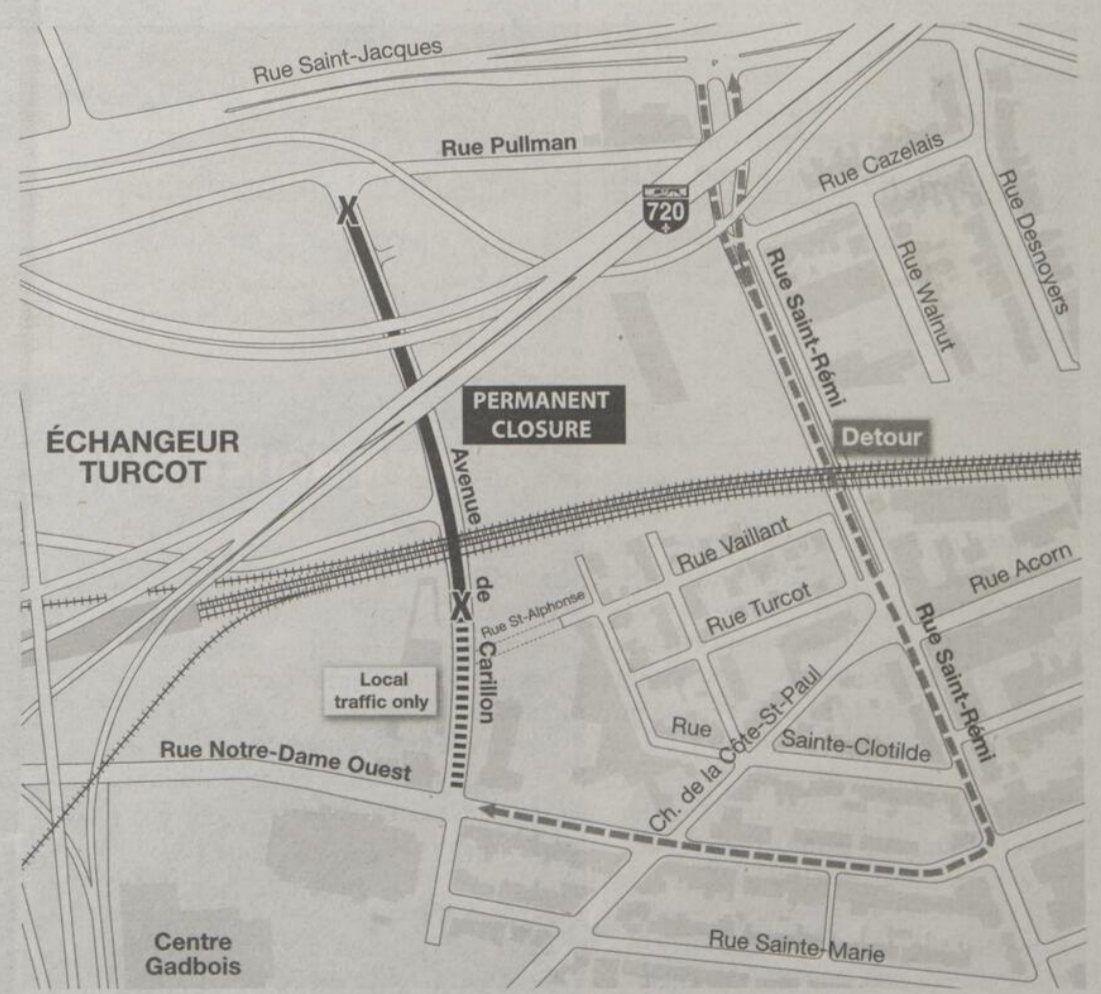 Rue Saint-Jacques
Rue Pullman
Rue Cazelais
X
720
Rue Desnoyers
Rue Walnut
Rue Saint-Rémi
PERMANENT
CLOSURE
Detour
ÉCHANGEUR
TURCOT
Avenue de Carillon
Rue Vaillant
Rue Acorn
X
Rue St-Alphonse
Rue Turcot
Rue Saint-Rémi
Local
traffic only
Rue Sainte-Clotilde
Ch. de la Côte-St-Paul
Rue Notre-Dame Ouest
Centre
Gadbois
Rue Sainte-Marie